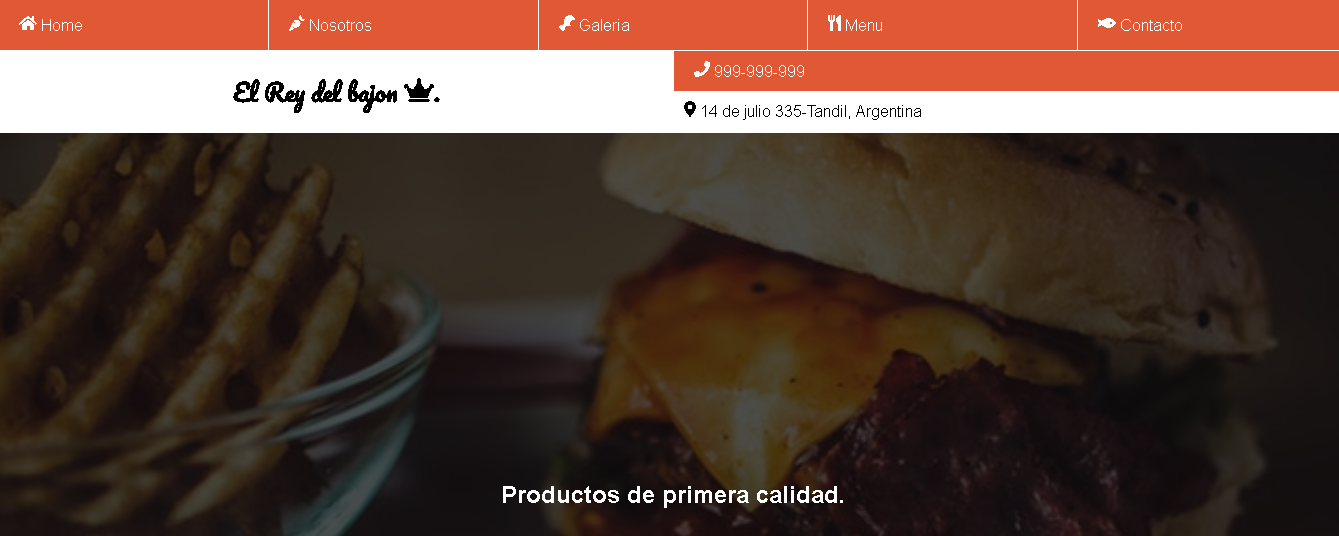 Home Nosotros Galeria Menu Contacto
El Rey del bajon .
999-999-999
14 de julio 335-Tandil, Argentina
Productos de primera calidad.